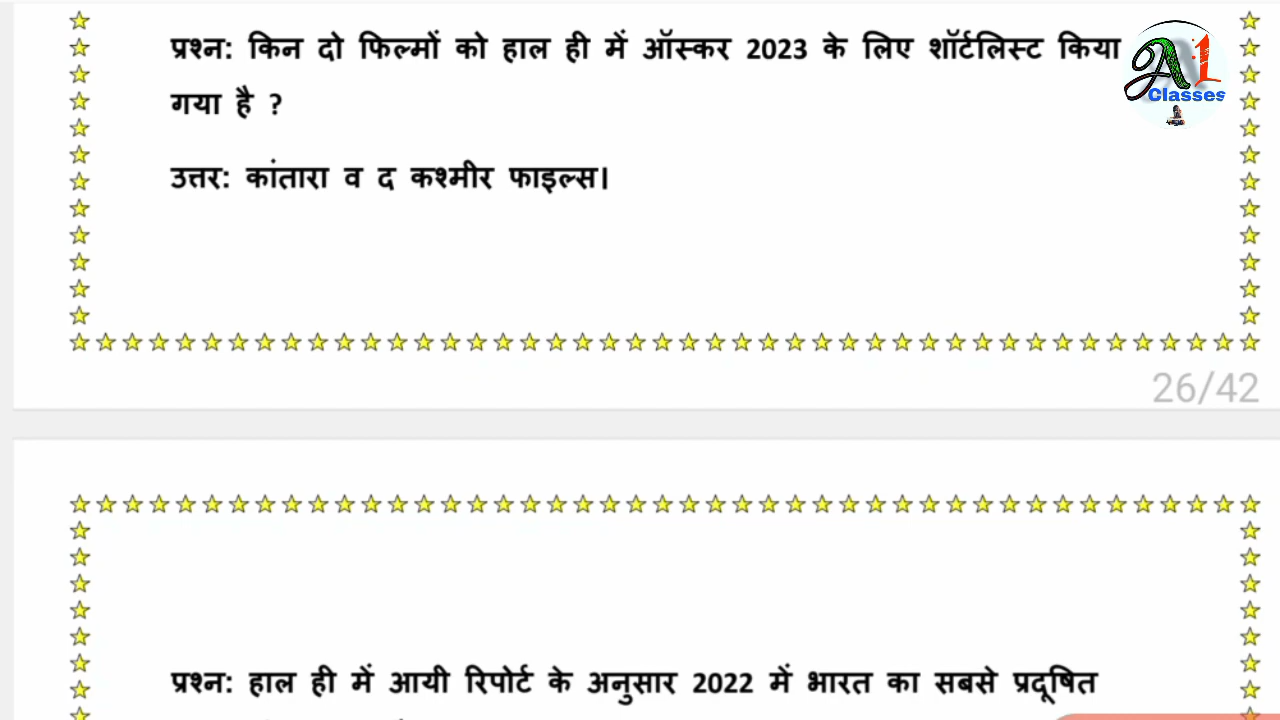 प्रश्न: किन दो फिल्मों को हाल ही में ऑस्कर 2023 के लिए शॉर्टलिस्ट किया
गया है ?
A1
Classes
उत्तर: कांतारा व द कश्मीर फाइल्स।
26/42
प्रश्न: हाल ही में आयी रिपोर्ट के अनुसार 2022 में भारत का सबसे प्रदूषित